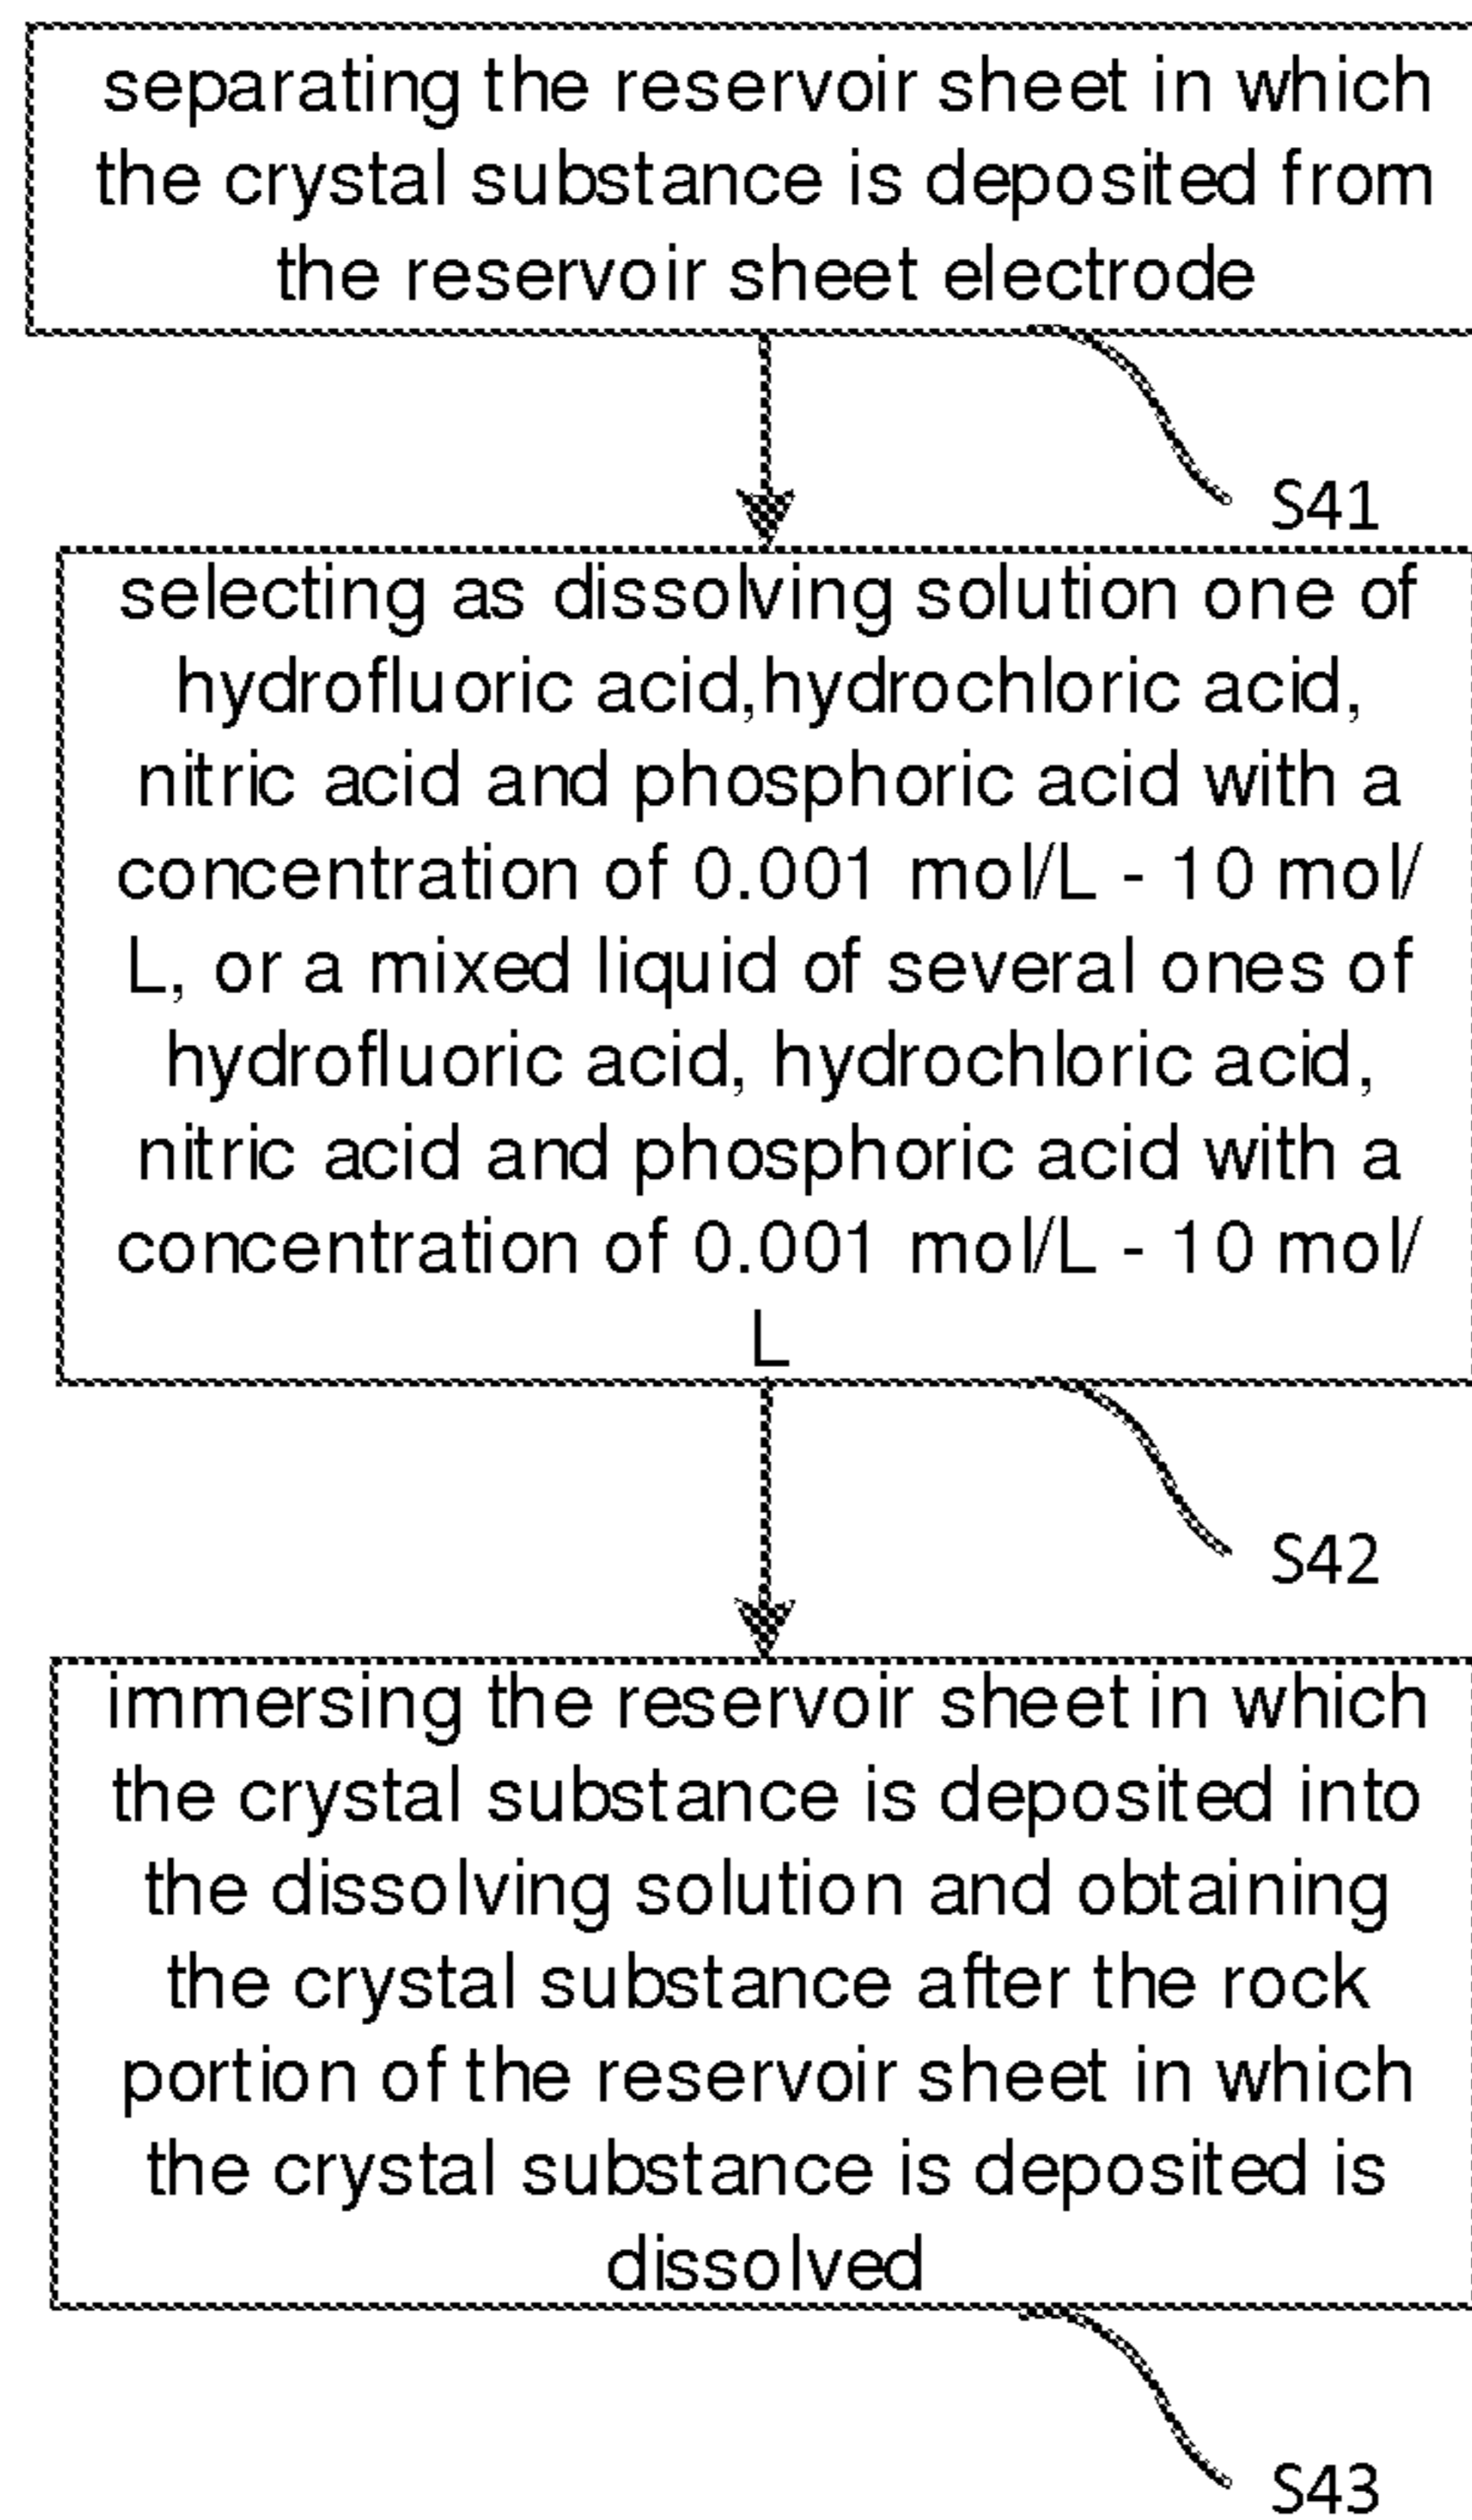 separating the reservoir sheet in which
the crystal substance is deposited from
the reservoir sheet electrode
S41
selecting as dissolving solution one of
hydrofluoric acid,hydrochloric acid,
nitric acid and phosphoric acid with a
concentration of 0.001 mol/L - 10 mol/
L, or a mixed liquid of several ones of
hydrofluoric acid, hydrochloric acid,
nitric acid and phosphoric acid with a
concentration of 0.001 mol/L - 10 mol/
L
S42
immersing the reservoir sheet in which
the crystal substance is deposited into
the dissolving solution and obtaining
the crystal substance after the rock
portion of the reservoir sheet in which
the crystal substance is deposited is
dissolved
S43